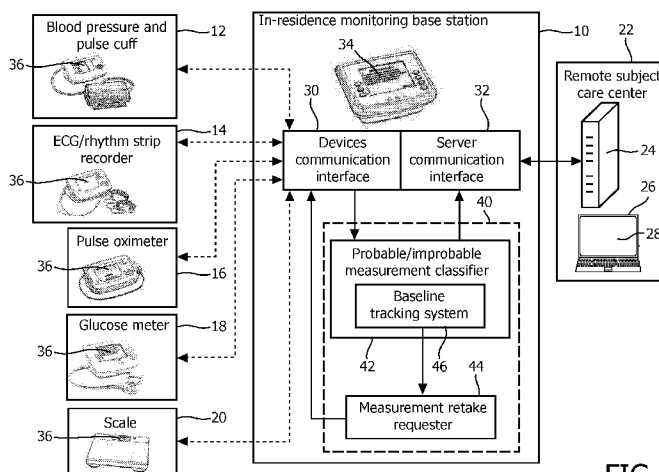 Blood pressure and
pulse cuff
36
12
ECG/rhythm strip
recorder
36
14
Pulse oximeter
36
16
Glucose meter
36
18
Scale
36
20
In-residence monitoring base station
10
34
30
32
Devices
communication
interface
Server
communication
interface
40
Probable/improbable
measurement classifier
Baseline
tracking system
42
46
44
Measurement retake
requester
22
Remote subject
care center
24
26
28
FIG